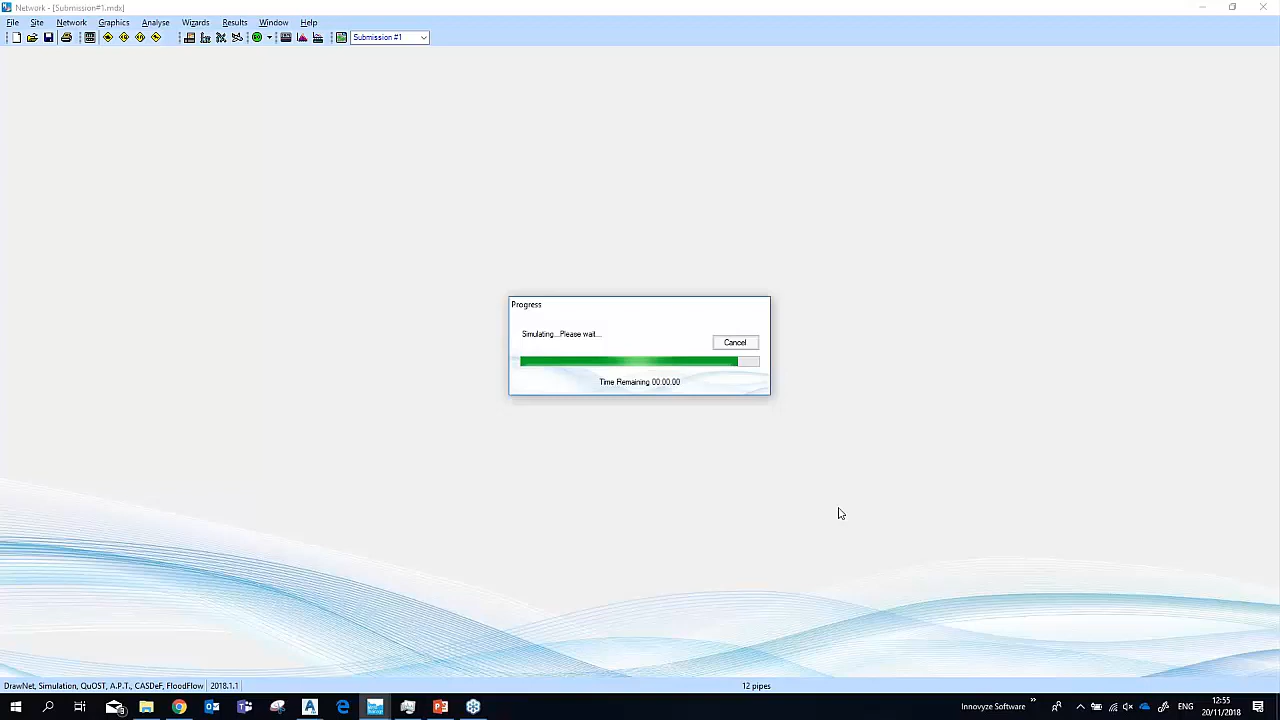 Network - [Submission#1.mdx]
File Site Network Graphics Analyse Wizards Results Window Help
Submission #1
Progress
Simulating...Please wait...
Cancel
Time Remaining 00:00:00
DrawNet, Simulation, QuOST, A.P.T., CASDeF, FloodFlow 2018.1.1 12 pipes
Innovyze Software
ENG
12:55
20/11/2018